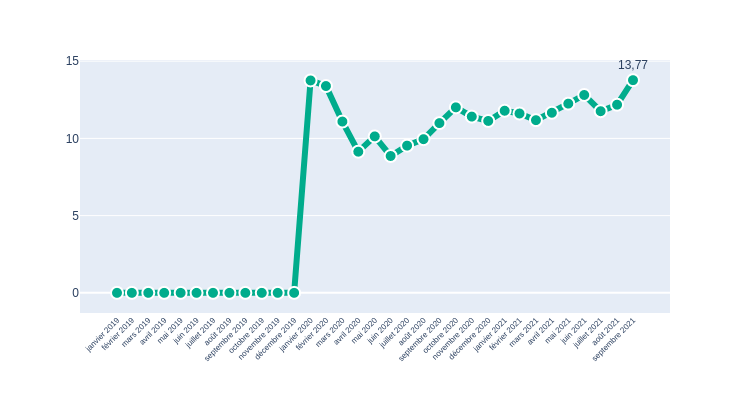 15
13,77
10
5
0
janvier 2019
février 2019
mars 2019
avril 2019
mai 2019
juin 2019
juillet 2019
août 2019
septembre 2019
octobre 2019
novembre 2019
décembre 2019
janvier 2020
février 2020
mars 2020
avril 2020
mai 2020
juin 2020
juillet 2020
août 2020
septembre 2020
octobre 2020
novembre 2020
décembre 2020
janvier 2021
février 2021
mars 2021
avril 2021
mai 2021
juin 2021
juillet 2021
août 2021
septembre 2021